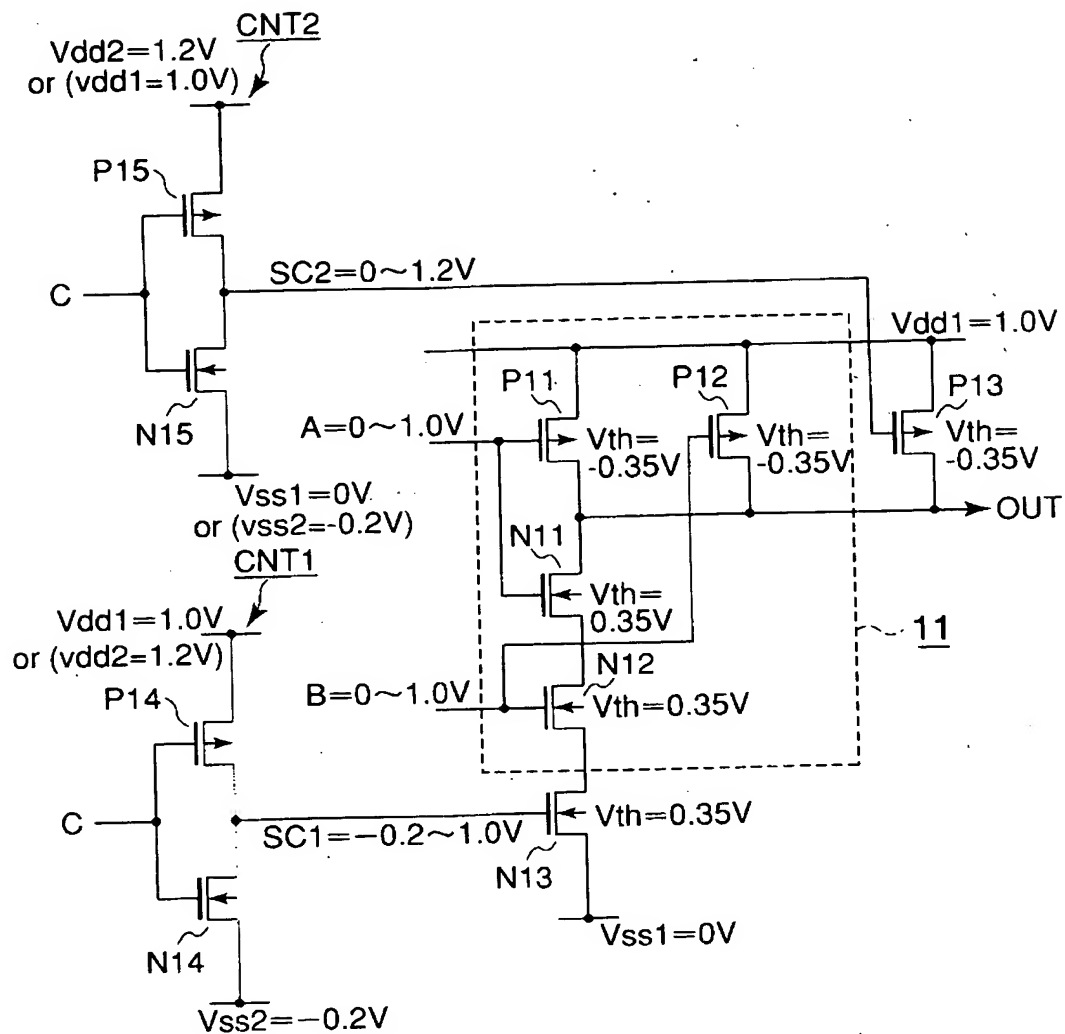 CNT2
Vdd2=1.2V
or (vdd1=1.0V)
P15
SC2=0~1.2V
C
Vdd1=1.0V
P11
P12
P13
N15
A=0~1.0V
Vth=
-0.35V
Vth=
-0.35V
Vth=
-0.35V
Vss1=0V
or (vss2=-0.2V)
OUT
N11
CNT1
Vth=
0.35V
Vdd1=1.0V
or (vdd2=1.2V)
11
N12
P14
B=0~1.0V
Vth=0.35V
C
SC1=-0.2~1.0V
Vth=0.35V
N13
N14
Vss1=0V
Vss2=-0.2V